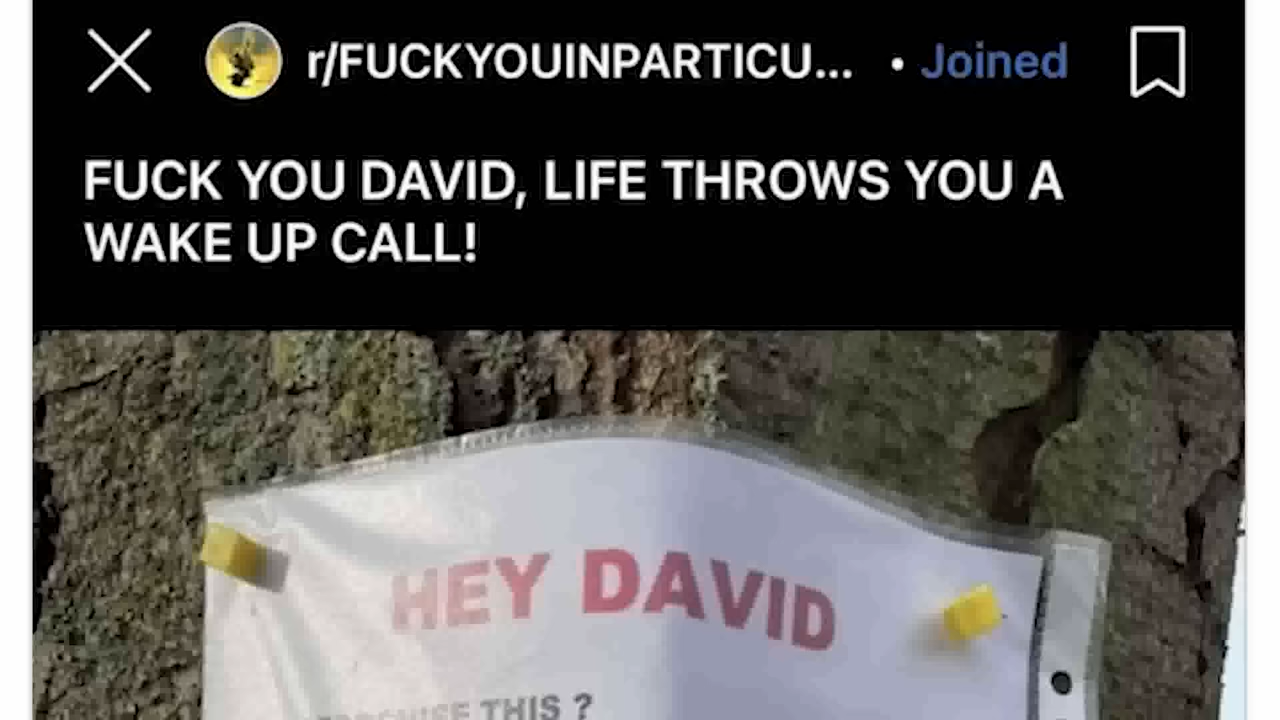 r/FUCKYOUINPARTICU... • Joined
FUCK YOU DAVID, LIFE THROWS YOU A
WAKE UP CALL!
HEY DAVID
THIS ?